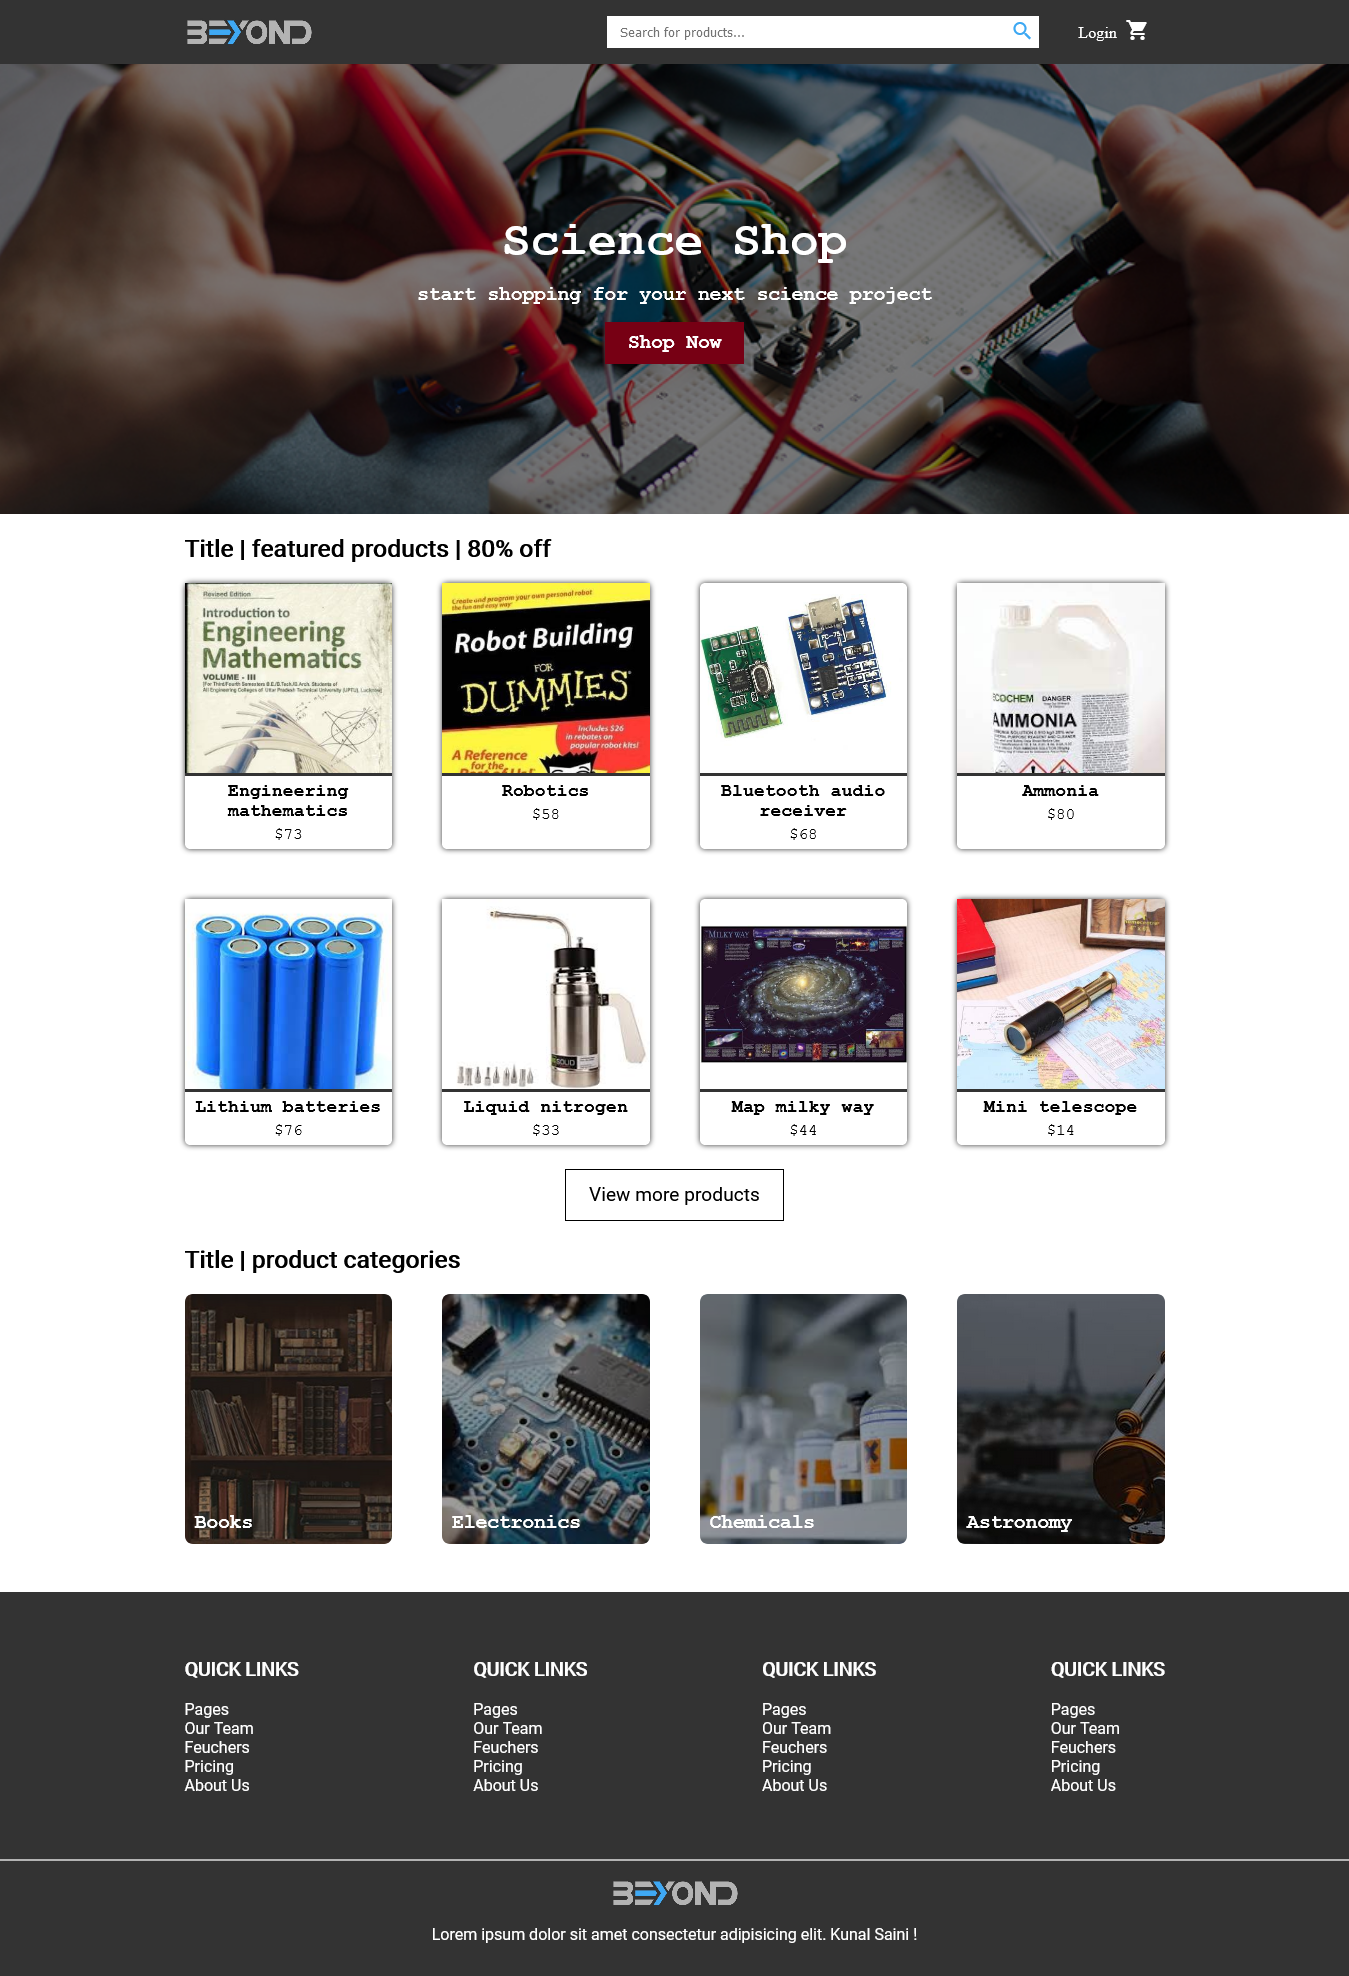 BEYOND
Search for products...
Login
Science Shop
start shopping for your next science project
Shop Now
Title | featured products | 80% off
Revised Edition
Introduction to
Engineering
Mathematics
VOLUME - III
Engineering
mathematics
$73
Create and program your own personal robot
the fun and easy way
Robot Building
FOR
DUMMIES
Includes $26
in rebates on
popular robot kits!
A Reference
for the
Robotics
$58
Bluetooth audio
receiver
$68
ECOCHEM DANGER
AMMONIA
Ammonia
$80
Lithium batteries
$76
Liquid nitrogen
$33
MILKY WAY
Map milky way
$44
Mini telescope
$14
View more products
Title | product categories
Books
Electronics
Chemicals
Astronomy
QUICK LINKS
Pages
Our Team
Feuchers
Pricing
About Us
QUICK LINKS
Pages
Our Team
Feuchers
Pricing
About Us
QUICK LINKS
Pages
Our Team
Feuchers
Pricing
About Us
QUICK LINKS
Pages
Our Team
Feuchers
Pricing
About Us
BEYOND
Lorem ipsum dolor sit amet consectetur adipisicing elit. Kunal Saini !